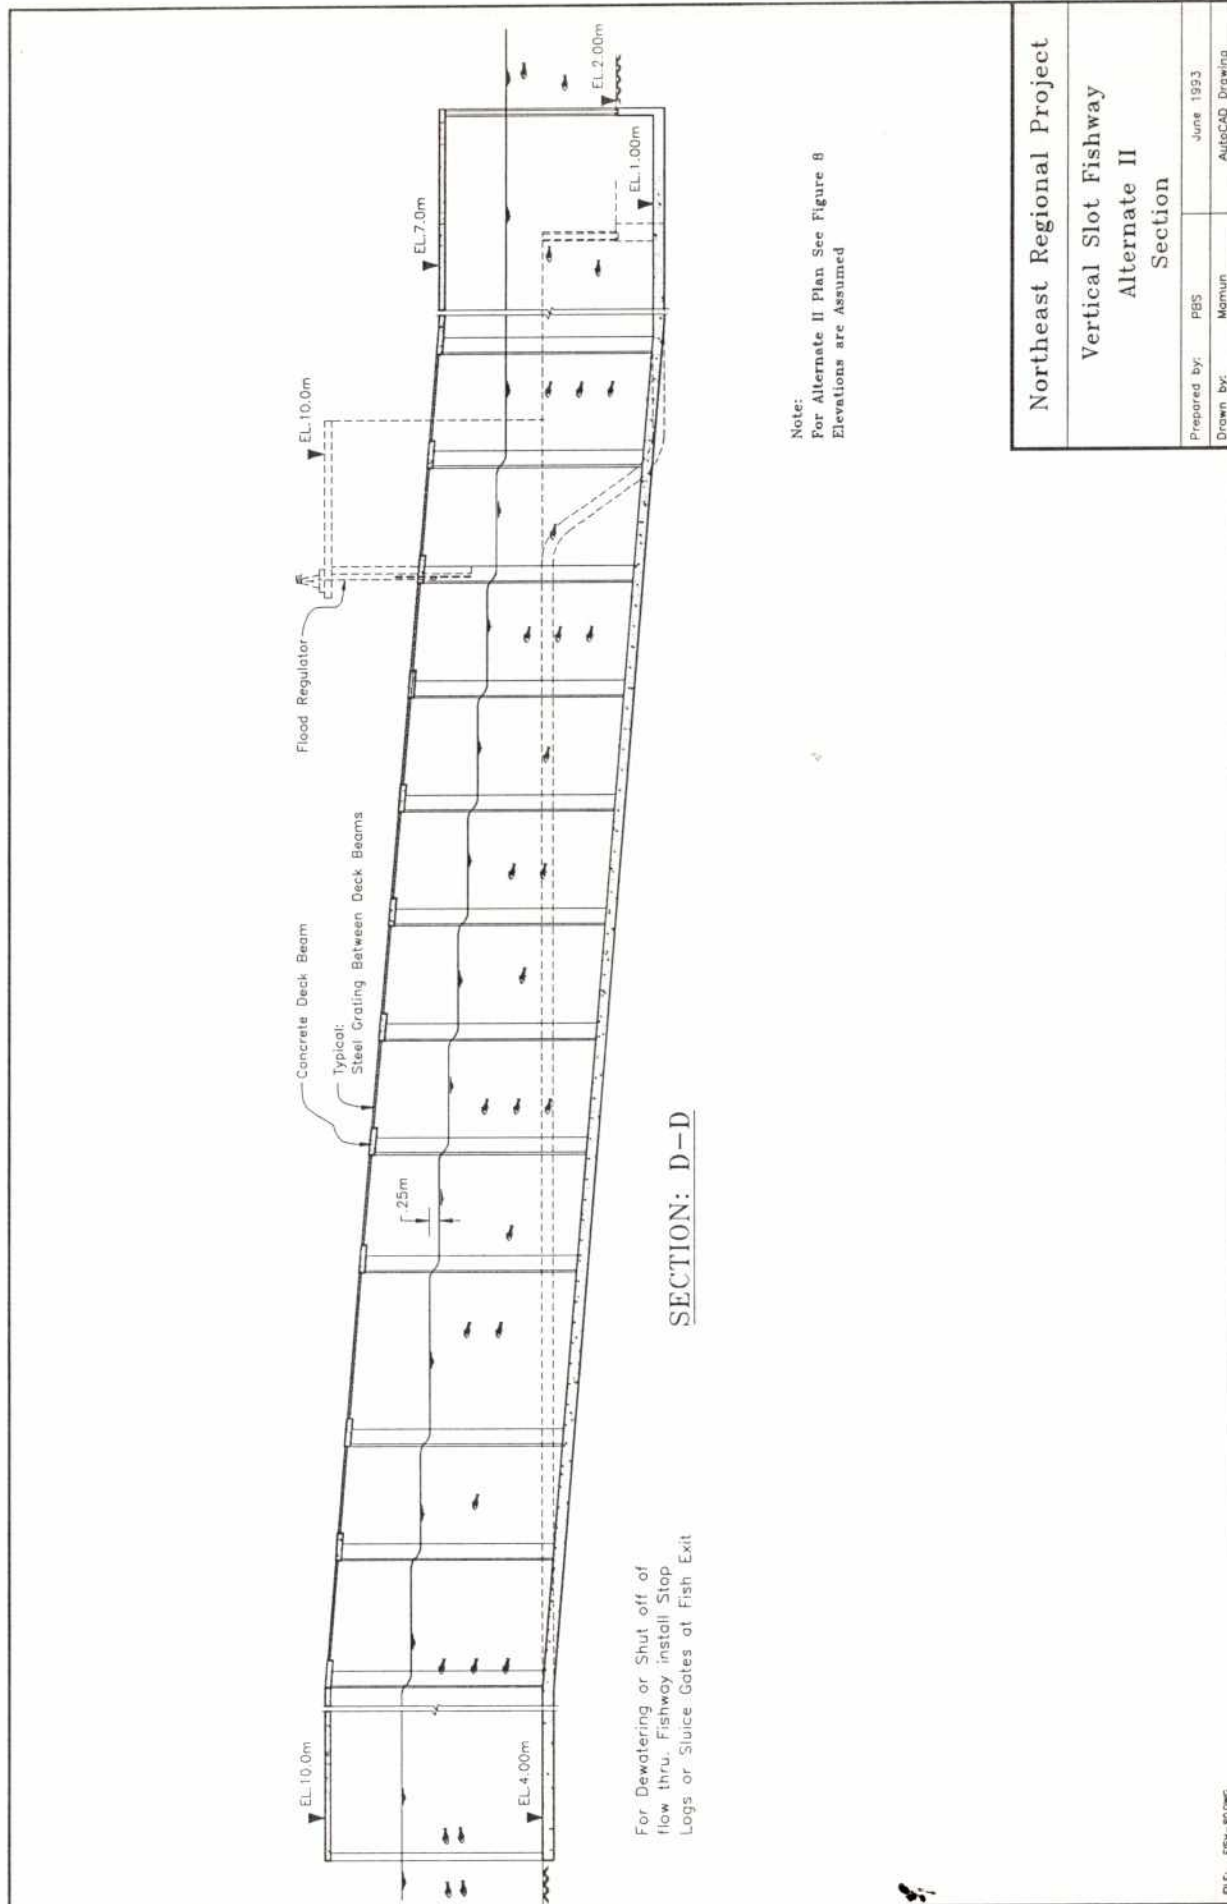 EL.10.0m
EL.4.00m
For Dewatering or Shut off of
flow thru. Fishway install Stop
Logs or Sluice Gates at Fish Exit
.25m
Concrete Deck Beam
Typical:
Steel Grating Between Deck Beams
Flood Regulator
EL.10.0m
EL.7.0m
EL.2.00m
EL.1.00m
SECTION: D-D
Note:
For Alternate II Plan See Figure 8
Elevations are Assumed
Northeast Regional Project
Vertical Slot Fishway
Alternate II
Section
Prepared by: PBS June 1993
Drawn by: Mamun AutoCAD Drawing
FILE: